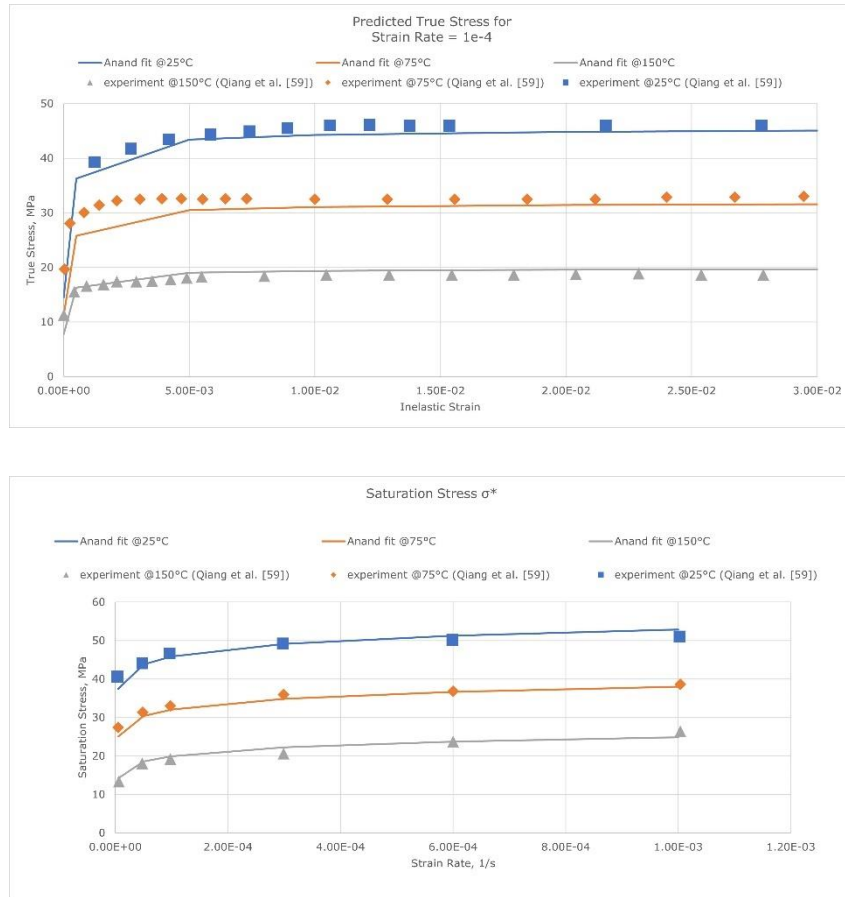 Predicted True Stress for
Strain Rate = 1e-4
Anand fit @25°C
Anand fit @75°C
Anand fit @150°C
experiment @150°C (Qiang et al. [59])
experiment @75°C (Qiang et al. [59])
experiment @25°C (Qiang et al. [59])
True Stress, MPa
50
40
30
20
10
0
0.00E+00
5.00E-03
1.00E-02
1.50E-02
2.00E-02
2.50E-02
3.00E-02
Inelastic Strain
Saturation Stress σ*
Anand fit @25°C
Anand fit @75°C
Anand fit @150°C
experiment @150°C (Qiang et al. [59])
experiment @75°C (Qiang et al. [59])
experiment @25°C (Qiang et al. [59])
Saturation Stress, MPa
60
50
40
30
20
10
0
0.00E+00
2.00E-04
4.00E-04
6.00E-04
8.00E-04
1.00E-03
1.20E-03
Strain Rate, 1/s